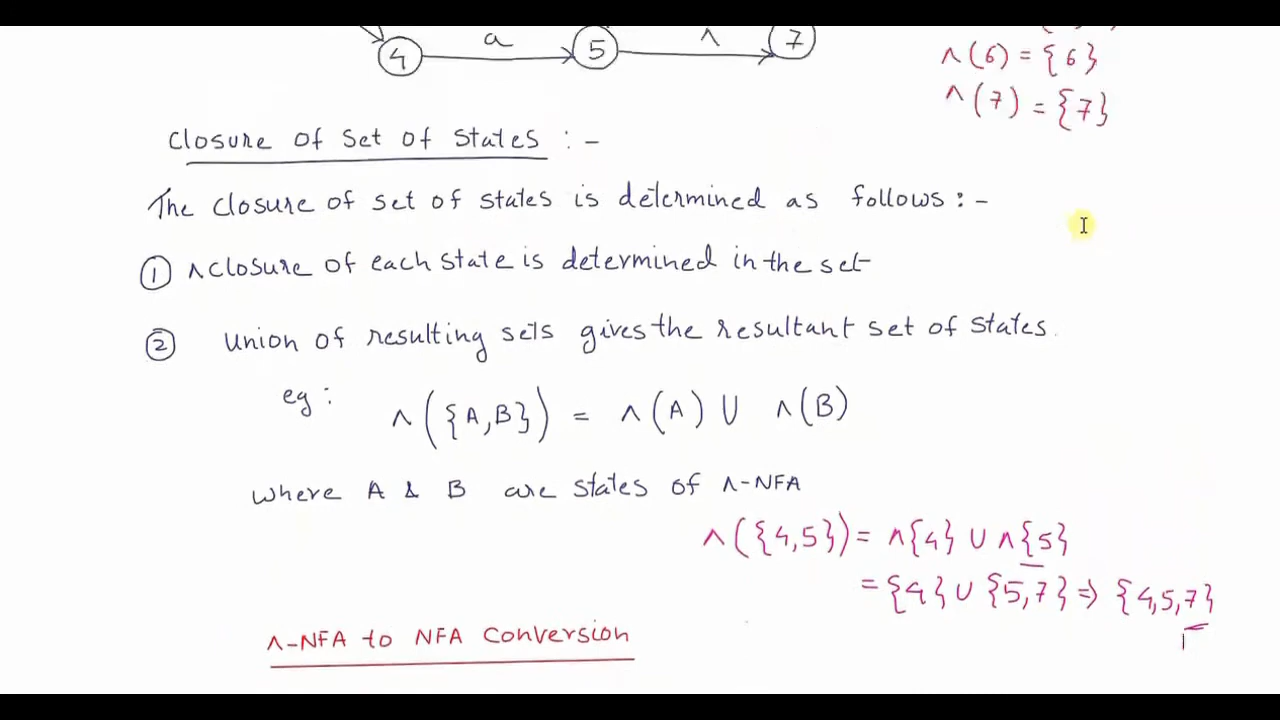 4 a 5 ʌ 7
ʌ(6) = {6}
ʌ(7) = {7}
Closure of Set of States :-
The closure of set of states is determined as follows :-
① ʌclosure of each state is determined in the set
② Union of resulting sets gives the resultant set of states.
eg : ʌ({A,B}) = ʌ(A) ∪ ʌ(B)
where A & B are states of ʌ-NFA
ʌ({4,5}) = ʌ{4} ∪ ʌ{5}
= {4} ∪ {5,7} ⇒ {4,5,7}
ʌ-NFA to NFA Conversion